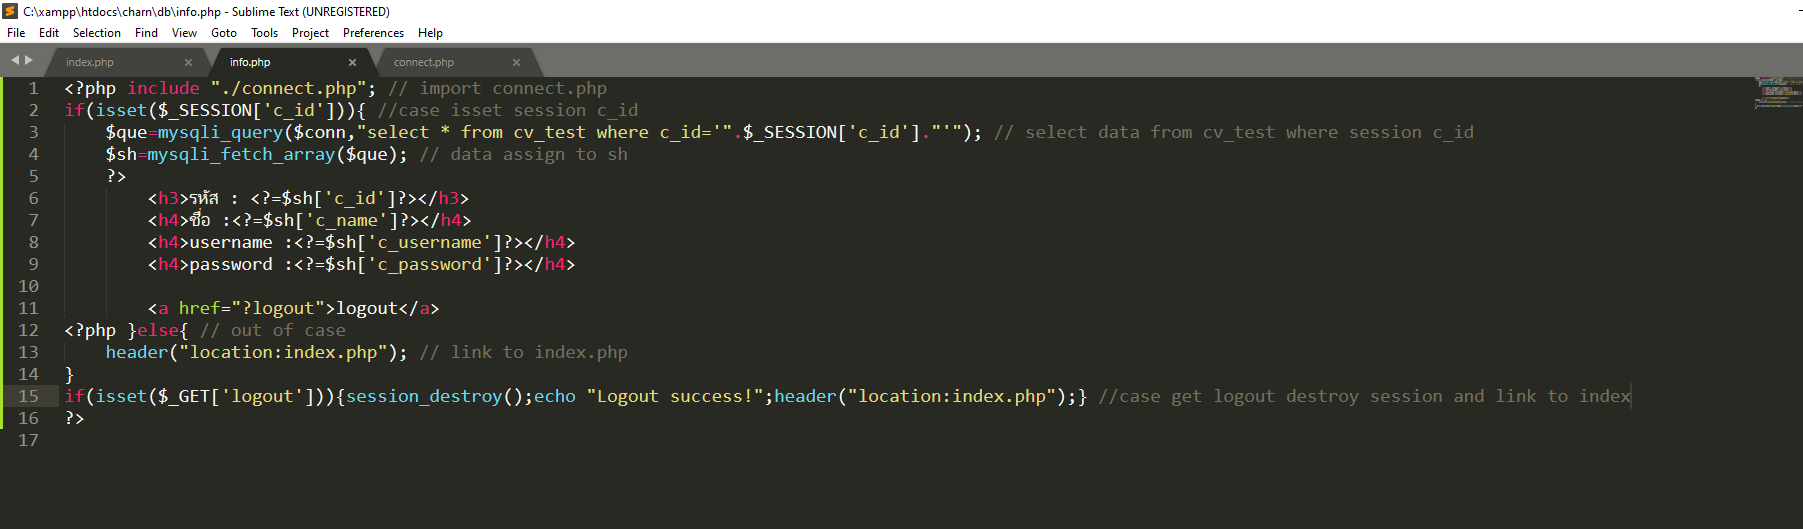 C:\xampp\htdocs\charn\db\info.php - Sublime Text (UNREGISTERED)
File Edit Selection Find View Goto Tools Project Preferences Help
index.php × info.php × connect.php ×
1 <?php include "./connect.php"; // import connect.php
2 if(isset($_SESSION['c_id'])){ //case isset session c_id
3 $que=mysqli_query($conn,"select * from cv_test where c_id='".$_SESSION['c_id']."'"); // select data from cv_test where session c_id
4 $sh=mysqli_fetch_array($que); // data assign to sh
5 ?>
6 <h3>รหัส : <?=$sh['c_id']?></h3>
7 <h4>ชื่อ :<?=$sh['c_name']?></h4>
8 <h4>username :<?=$sh['c_username']?></h4>
9 <h4>password :<?=$sh['c_password']?></h4>
10
11 <a href="?logout">logout</a>
12 <?php }else{ // out of case
13 header("location:index.php"); // link to index.php
14 }
15 if(isset($_GET['logout'])){session_destroy();echo "Logout success!";header("location:index.php");} //case get logout destroy session and link to index
16 ?>
17